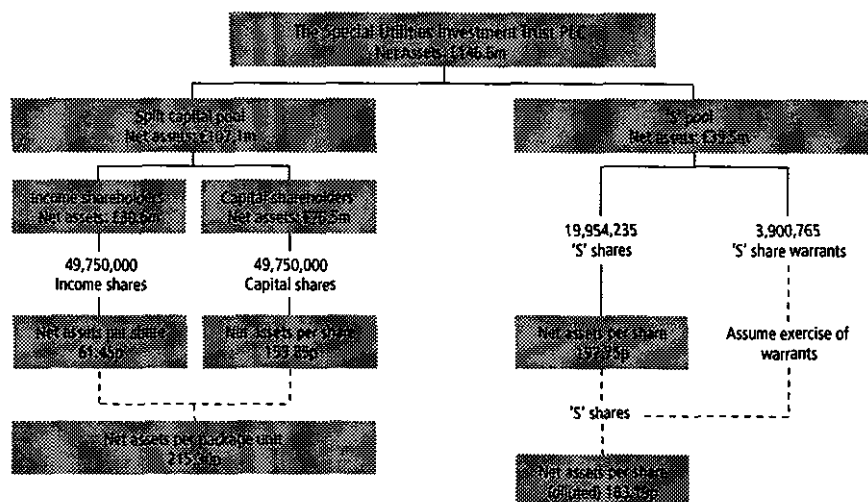 The Special Utilities Investment Trust PLC
Net Assets: £146.6m
Split capital pool
Net assets: £107.1m
'S' pool
Net assets: £39.5m
Income shareholders
Net assets: £30.6m
Capital shareholders
Net assets: £76.5m
49,750,000
Income shares
49,750,000
Capital shares
19,954,235
'S' shares
3,900,765
'S' share warrants
Net assets per share
61.45p
Net assets per share
153.85p
Net assets per share
Assume exercise of
warrants
'S' shares
Net assets per package unit
215.30p
Net assets per share
(diluted)